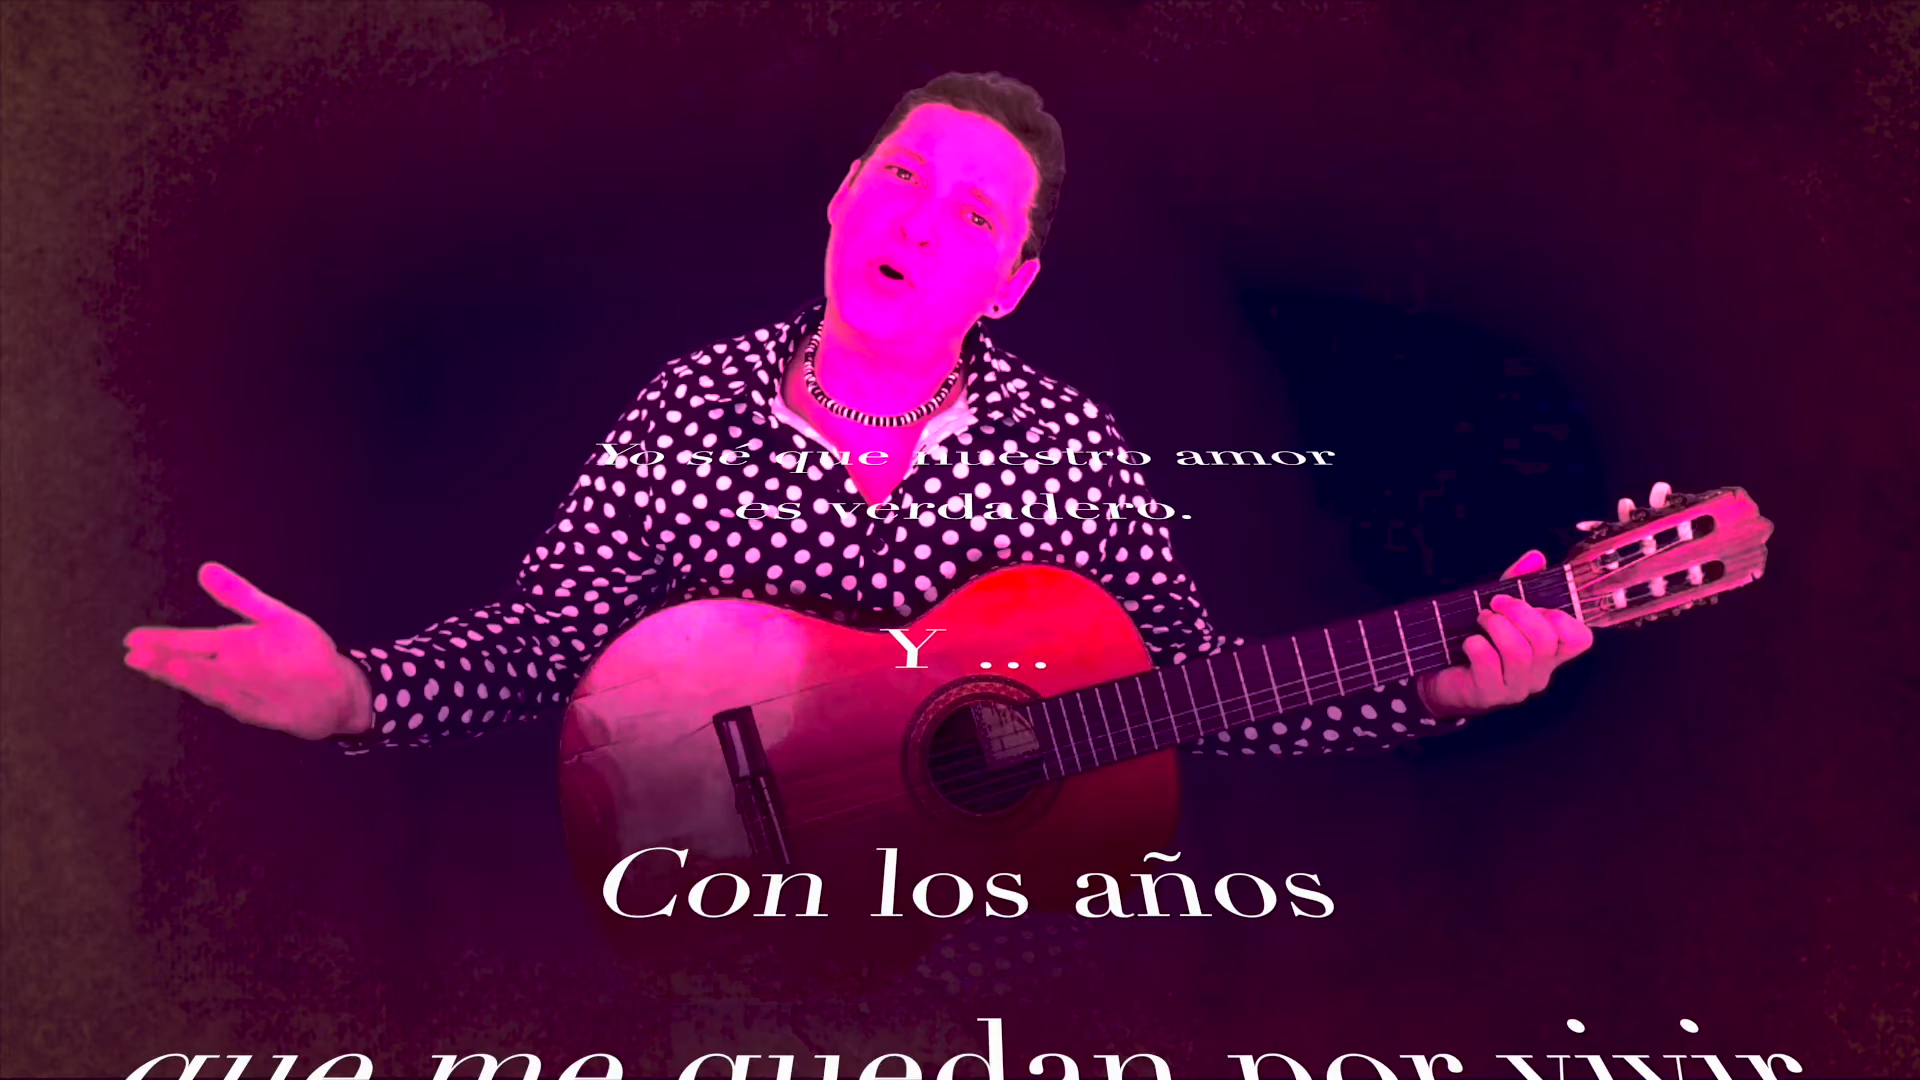 Yo sé que nuestro amor
es verdadero.
Y ...
Con los años
que me quedan por vivir